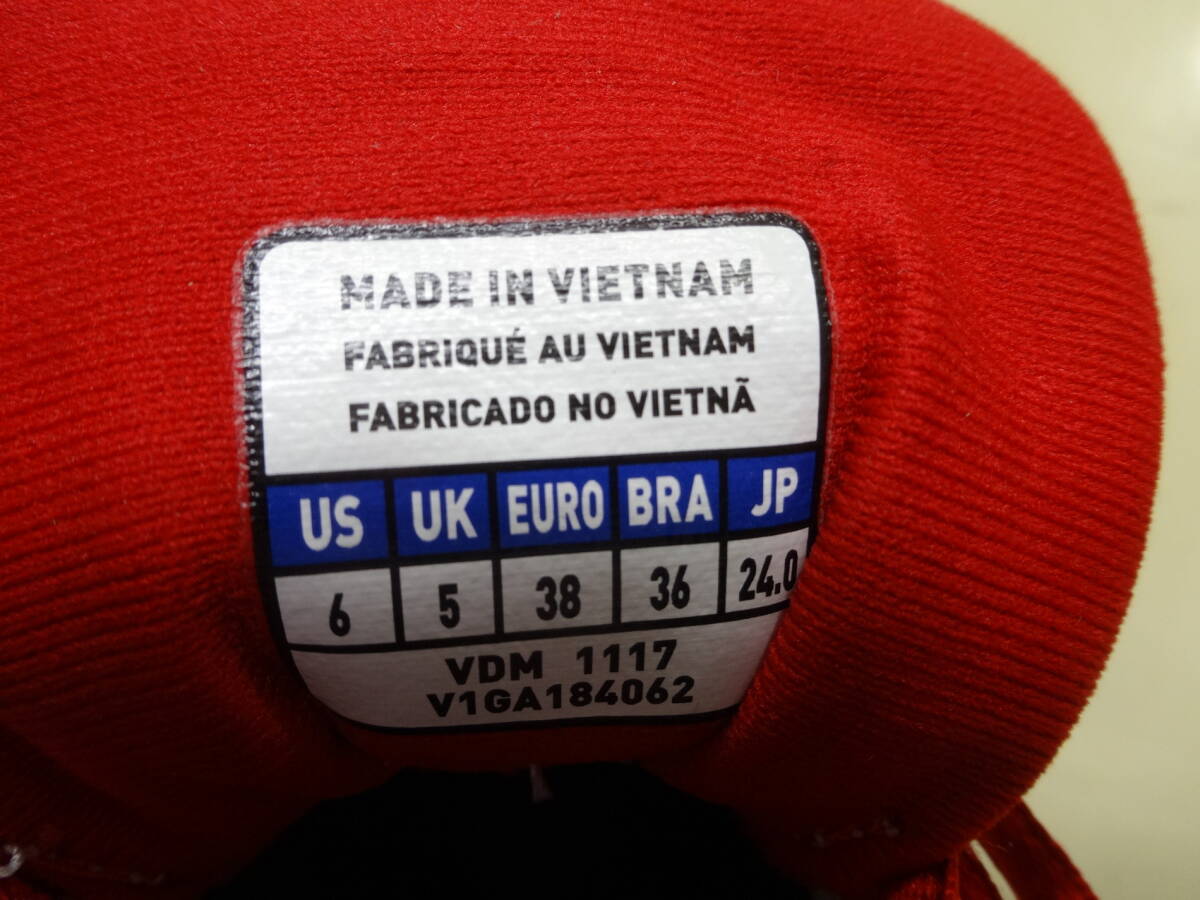 MADE IN VIETNAM
FABRIQUÉ AU VIETNAM
FABRICADO NO VIETNÃ
US UK EURO BRA JP
6 5 38 36 24.0
VDM 1117
V1GA184062